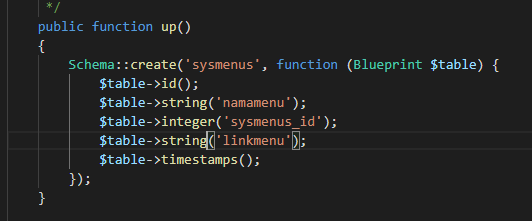 */
public function up()
{
Schema::create('sysmenus', function (Blueprint $table) {
$table->id();
$table->string('namamenu');
$table->integer('sysmenus_id');
$table->string('linkmenu');
$table->timestamps();
});
}